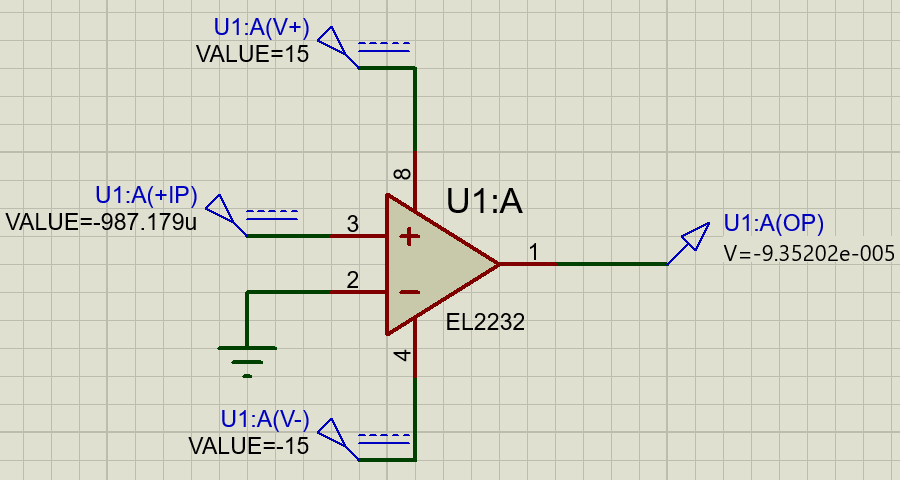 U1:A(V+)
VALUE=15
8
U1:A
U1:A(+IP)
VALUE=-987.179u
3
+
U1:A(OP)
V=-9.35202e-005
1
2
−
EL2232
4
U1:A(V-)
VALUE=-15